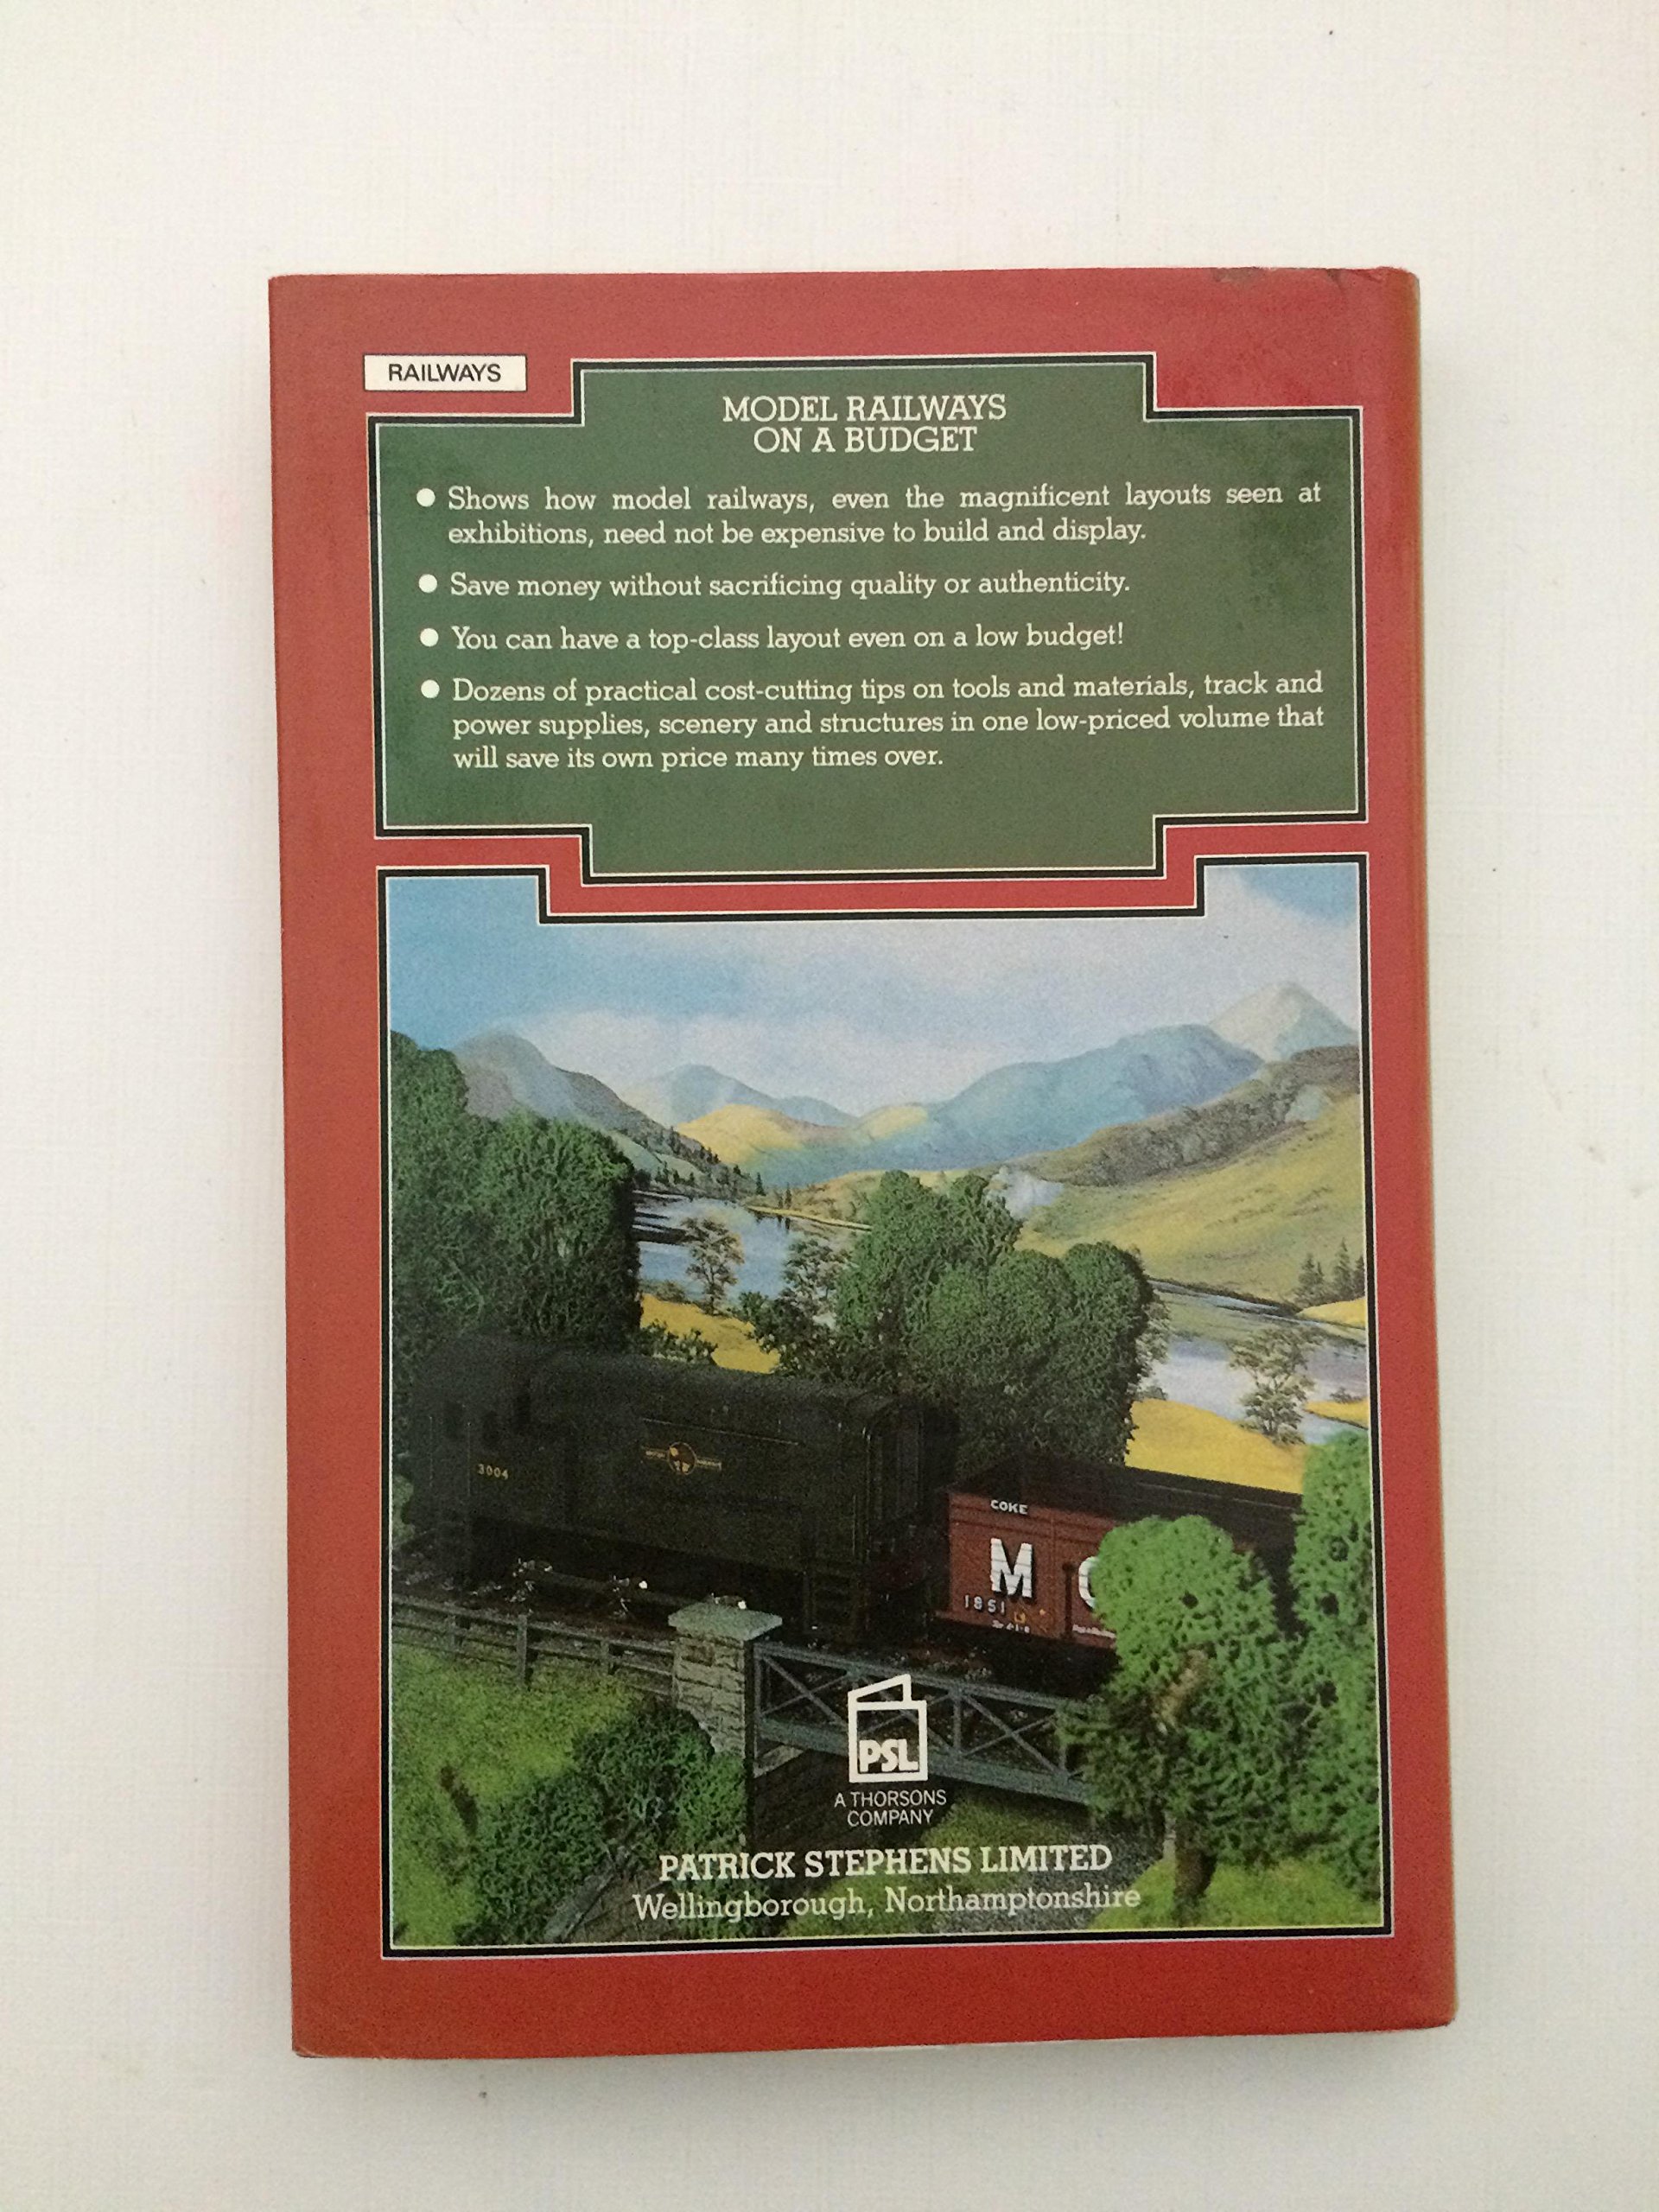 RAILWAYS
MODEL RAILWAYS
ON A BUDGET
● Shows how model railways, even the magnificent layouts seen at
exhibitions, need not be expensive to build and display.
● Save money without sacrificing quality or authenticity.
● You can have a top-class layout even on a low budget!
● Dozens of practical cost-cutting tips on tools and materials, track and
power supplies, scenery and structures in one low-priced volume that
will save its own price many times over.
3004
COKE
M
1851
PSL
A THORSONS
COMPANY
PATRICK STEPHENS LIMITED
Wellingborough, Northamptonshire